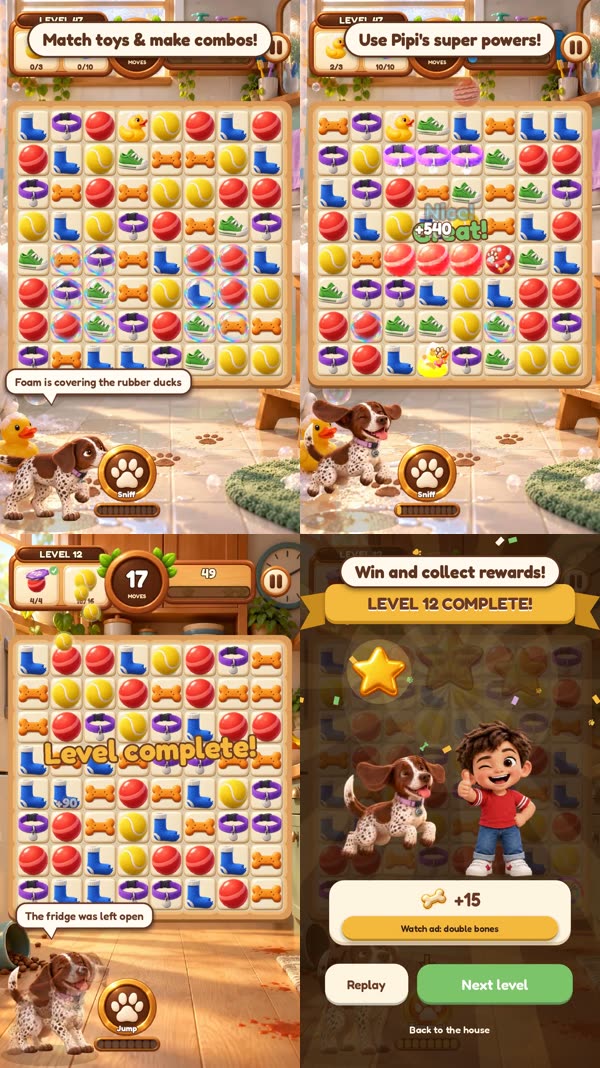 LEVEL 47
Match toys & make combos!
0/3
0/10
MOVES
Foam is covering the rubber ducks
Sniff
LEVEL 47
Use Pipi's super powers!
2/3
10/10
MOVES
Nice!
+540
Great!
Sniff
LEVEL 12
4/4
17
MOVES
49
Level complete!
+90
The fridge was left open
Jump
Win and collect rewards!
LEVEL 12 COMPLETE!
+15
Watch ad: double bones
Replay
Next level
Back to the house